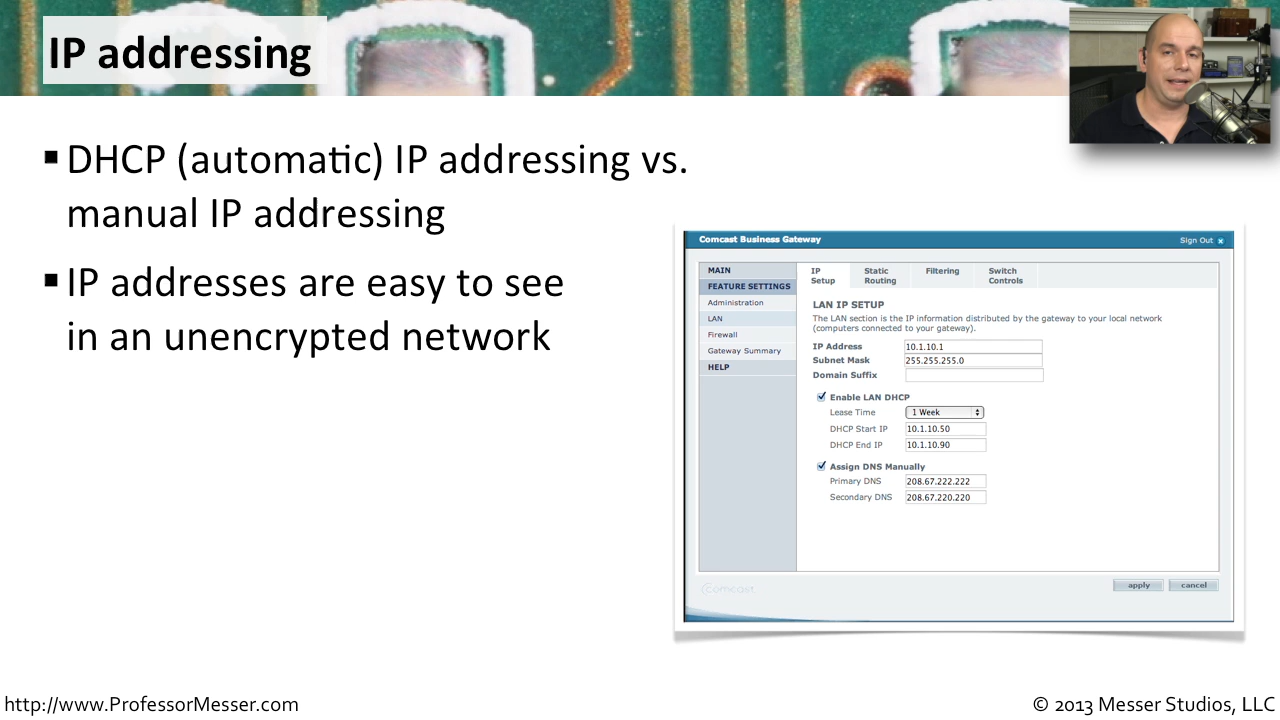 IP addressing
▪ DHCP (automatic) IP addressing vs.
manual IP addressing
▪ IP addresses are easy to see
in an unencrypted network
Comcast Business Gateway
Sign Out x
MAIN
FEATURE SETTINGS
Administration
LAN
Firewall
Gateway Summary
HELP
IP Setup
Static Routing
Filtering
Switch Controls
LAN IP SETUP
The LAN section is the IP information distributed by the gateway to your local network
(computers connected to your gateway).
IP Address 10.1.10.1
Subnet Mask 255.255.255.0
Domain Suffix
Enable LAN DHCP
Lease Time 1 Week
DHCP Start IP 10.1.10.50
DHCP End IP 10.1.10.90
Assign DNS Manually
Primary DNS 208.67.222.222
Secondary DNS 208.67.220.220
Comcast.
apply cancel
http://www.ProfessorMesser.com
© 2013 Messer Studios, LLC